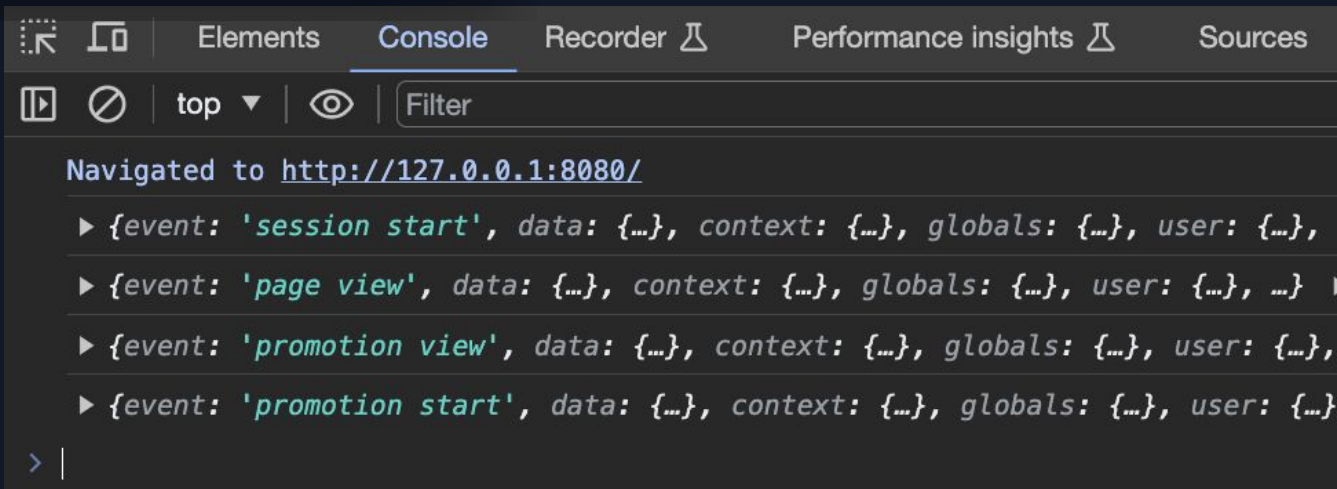 Elements Console Recorder Performance insights Sources
top ▼ Filter
Navigated to http://127.0.0.1:8080/
▶ {event: 'session start', data: {…}, context: {…}, globals: {…}, user: {…},
▶ {event: 'page view', data: {…}, context: {…}, globals: {…}, user: {…}, …}
▶ {event: 'promotion view', data: {…}, context: {…}, globals: {…}, user: {…},
▶ {event: 'promotion start', data: {…}, context: {…}, globals: {…}, user: {…}
>